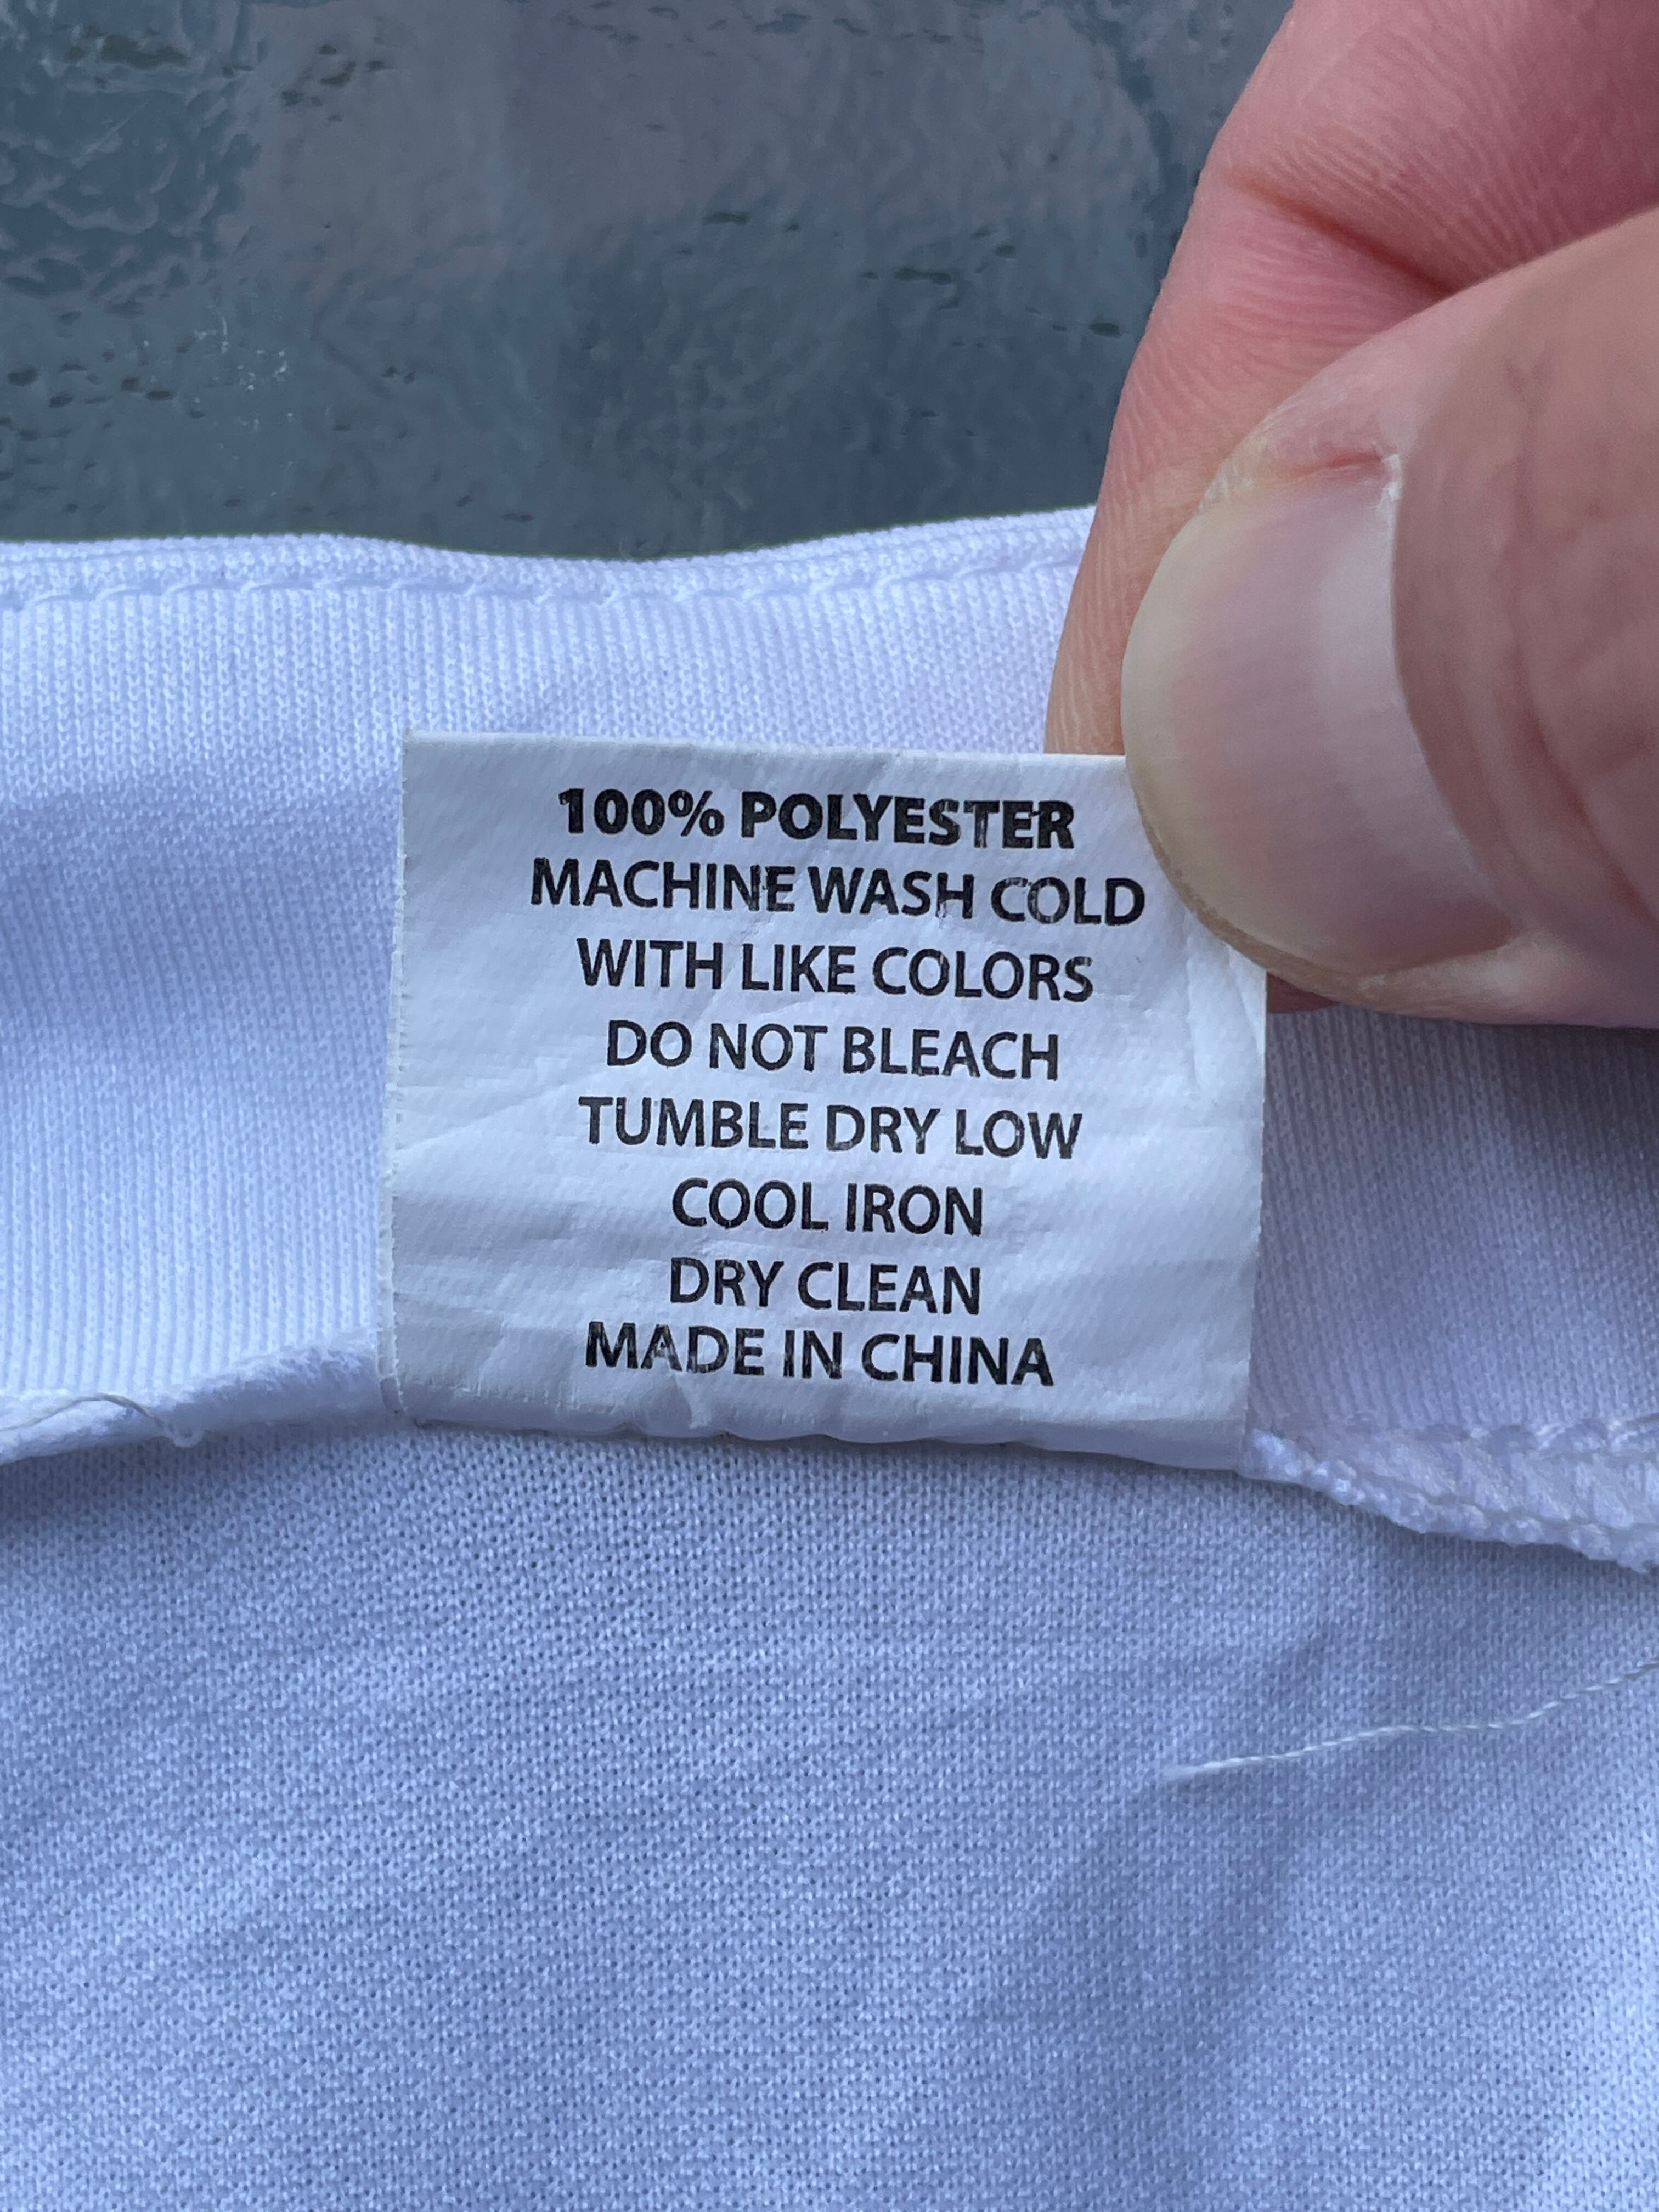 100% POLYESTER
MACHINE WASH COLD
WITH LIKE COLORS
DO NOT BLEACH
TUMBLE DRY LOW
COOL IRON
DRY CLEAN
MADE IN CHINA